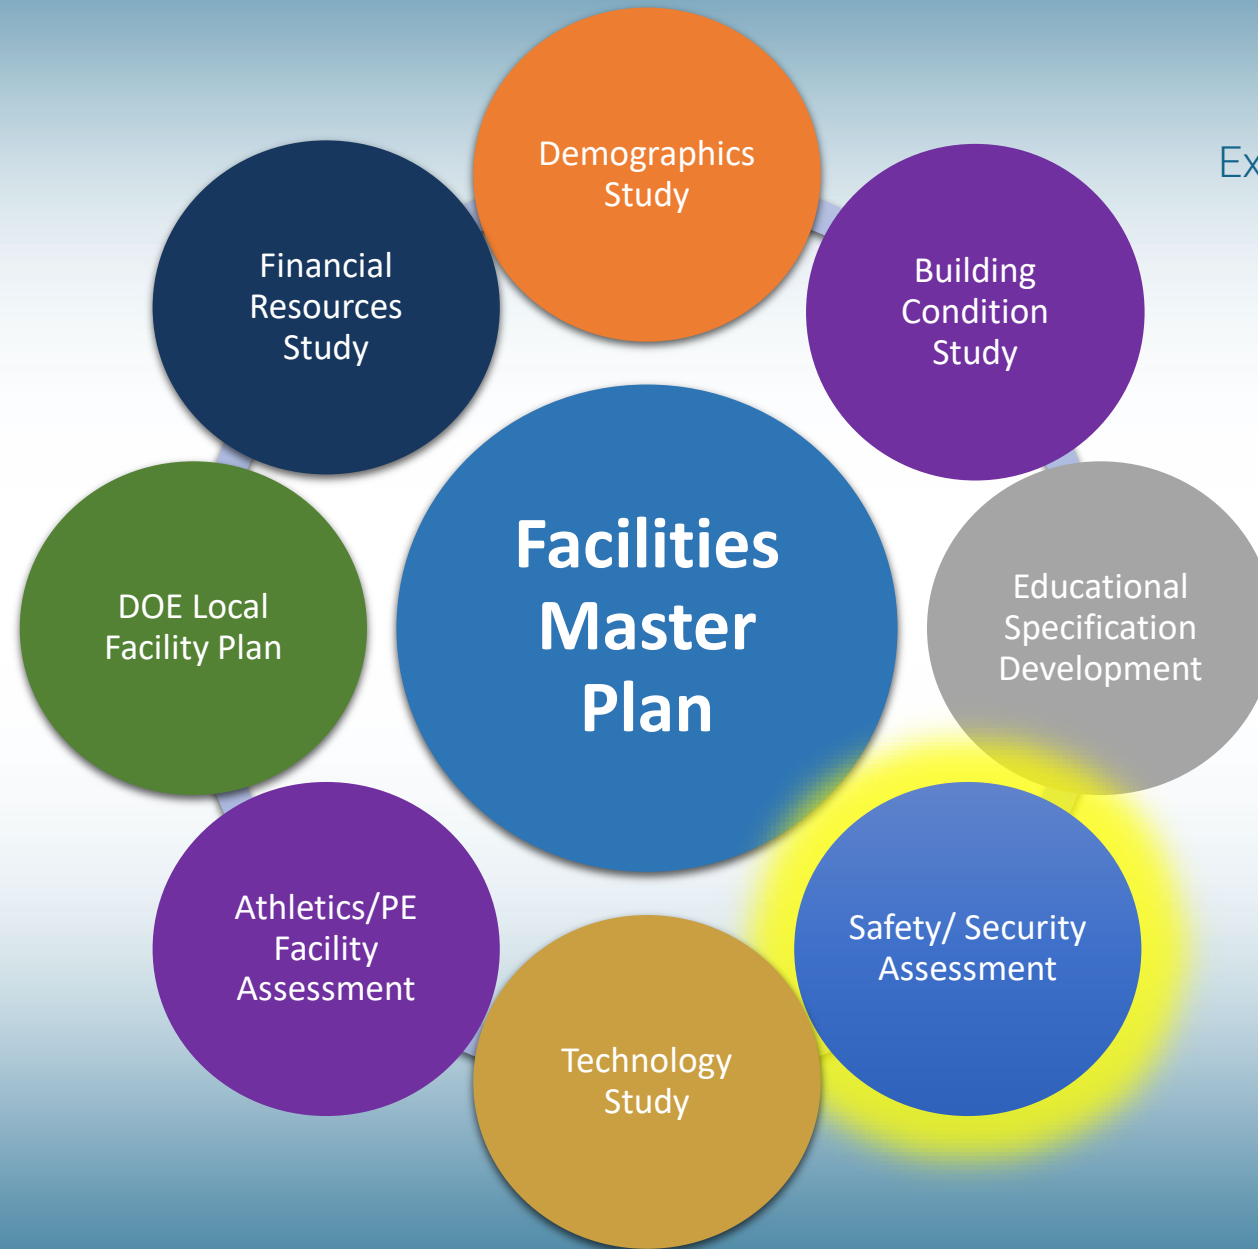 Demographics
Study
Ex
Building
Condition
Study
Financial
Resources
Study
Facilities
Master
Plan
Educational
Specification
Development
DOE Local
Facility Plan
Safety/ Security
Assessment
Athletics/PE
Facility
Assessment
Technology
Study